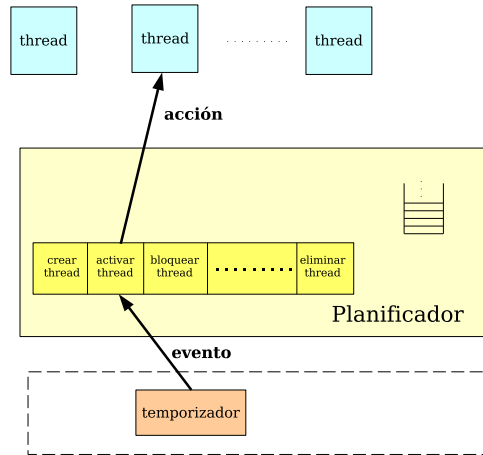 thread
thread
thread
acción
crear
thread
activar
thread
bloquear
thread
eliminar
thread
Planificador
evento
temporizador